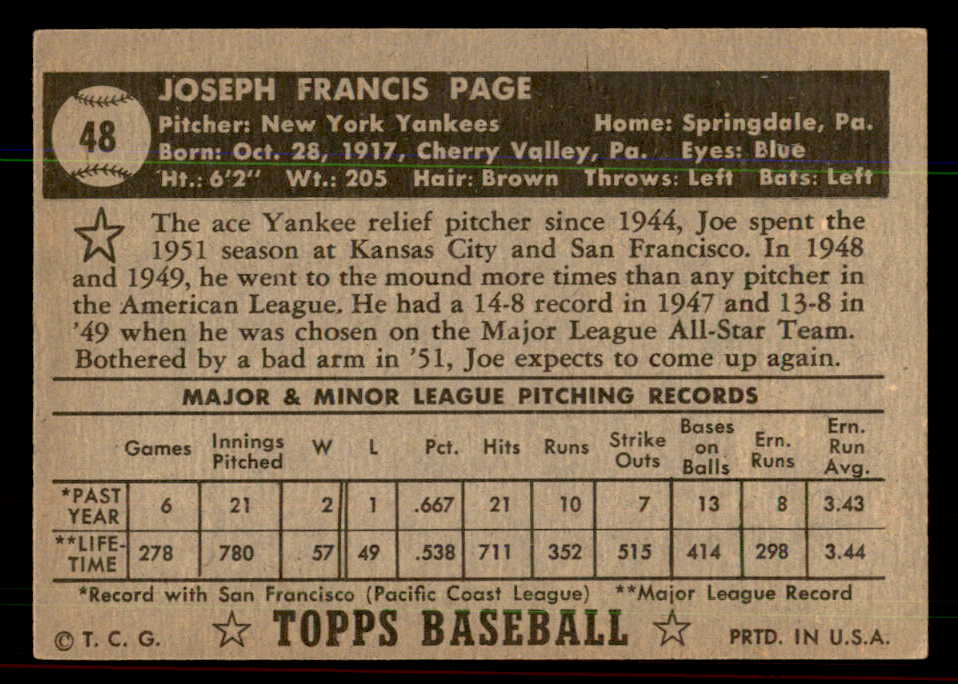 48
JOSEPH FRANCIS PAGE
Pitcher: New York Yankees Home: Springdale, Pa.
Born: Oct. 28, 1917, Cherry Valley, Pa. Eyes: Blue
Ht.: 6'2" Wt.: 205 Hair: Brown Throws: Left Bats: Left
The ace Yankee relief pitcher since 1944, Joe spent the
1951 season at Kansas City and San Francisco. In 1948
and 1949, he went to the mound more times than any pitcher in
the American League. He had a 14-8 record in 1947 and 13-8 in
'49 when he was chosen on the Major League All-Star Team.
Bothered by a bad arm in '51, Joe expects to come up again.
MAJOR & MINOR LEAGUE PITCHING RECORDS
Games Innings Pitched W L Pct. Hits Runs Strike Outs Bases on Balls Ern. Runs Ern. Run Avg.
*PAST YEAR 6 21 2 1 .667 21 10 7 13 8 3.43
**LIFE-TIME 278 780 57 49 .538 711 352 515 414 298 3.44
*Record with San Francisco (Pacific Coast League) **Major League Record
© T. C. G. TOPPS BASEBALL PRTD. IN U.S.A.